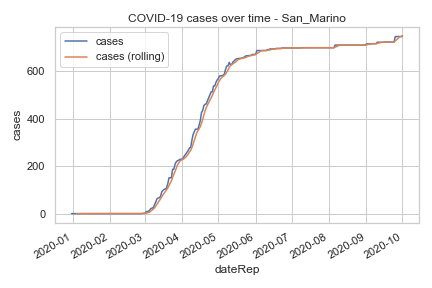 COVID-19 cases over time - San_Marino
cases
cases (rolling)
cases
600
400
200
0
2020-01
2020-02
2020-03
2020-04
2020-05
2020-06
2020-07
2020-08
2020-09
2020-10
dateRep